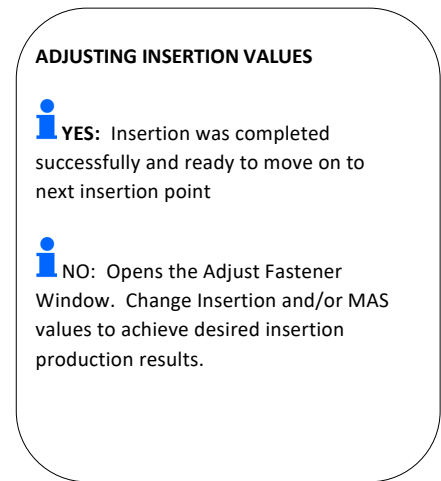 ADJUSTING INSERTION VALUES
YES: Insertion was completed
successfully and ready to move on to
next insertion point
NO: Opens the Adjust Fastener
Window. Change Insertion and/or MAS
values to achieve desired insertion
production results.